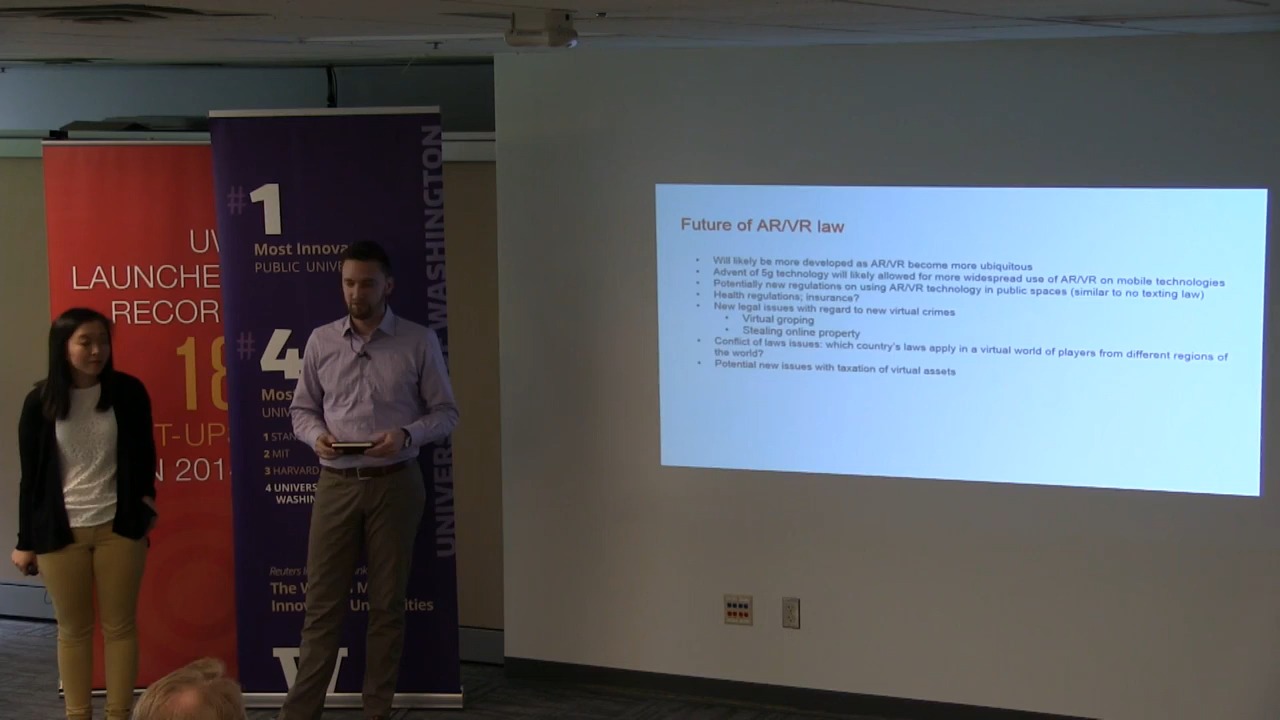 UW
LAUNCHE
RECOR
18
T-UP
N 201
#1
Most Innova
PUBLIC UNIVE
#4
Most
UNIV
1 STAN
2 MIT
3 HARVARD
4 UNIVERS
WASHIN
Reuters
The W
Innov Universities
W
UNIVERSITY WASHINGTON
Future of AR/VR law
• Will likely be more developed as AR/VR become more ubiquitous
• Advent of 5g technology will likely allowed for more widespread use of AR/VR on mobile technologies
• Potentially new regulations on using AR/VR technology in public spaces (similar to no texting law)
• Health regulations; insurance?
• New legal issues with regard to new virtual crimes
• Virtual groping
• Stealing online property
• Conflict of laws issues: which country's laws apply in a virtual world of players from different regions of
the world?
• Potential new issues with taxation of virtual assets